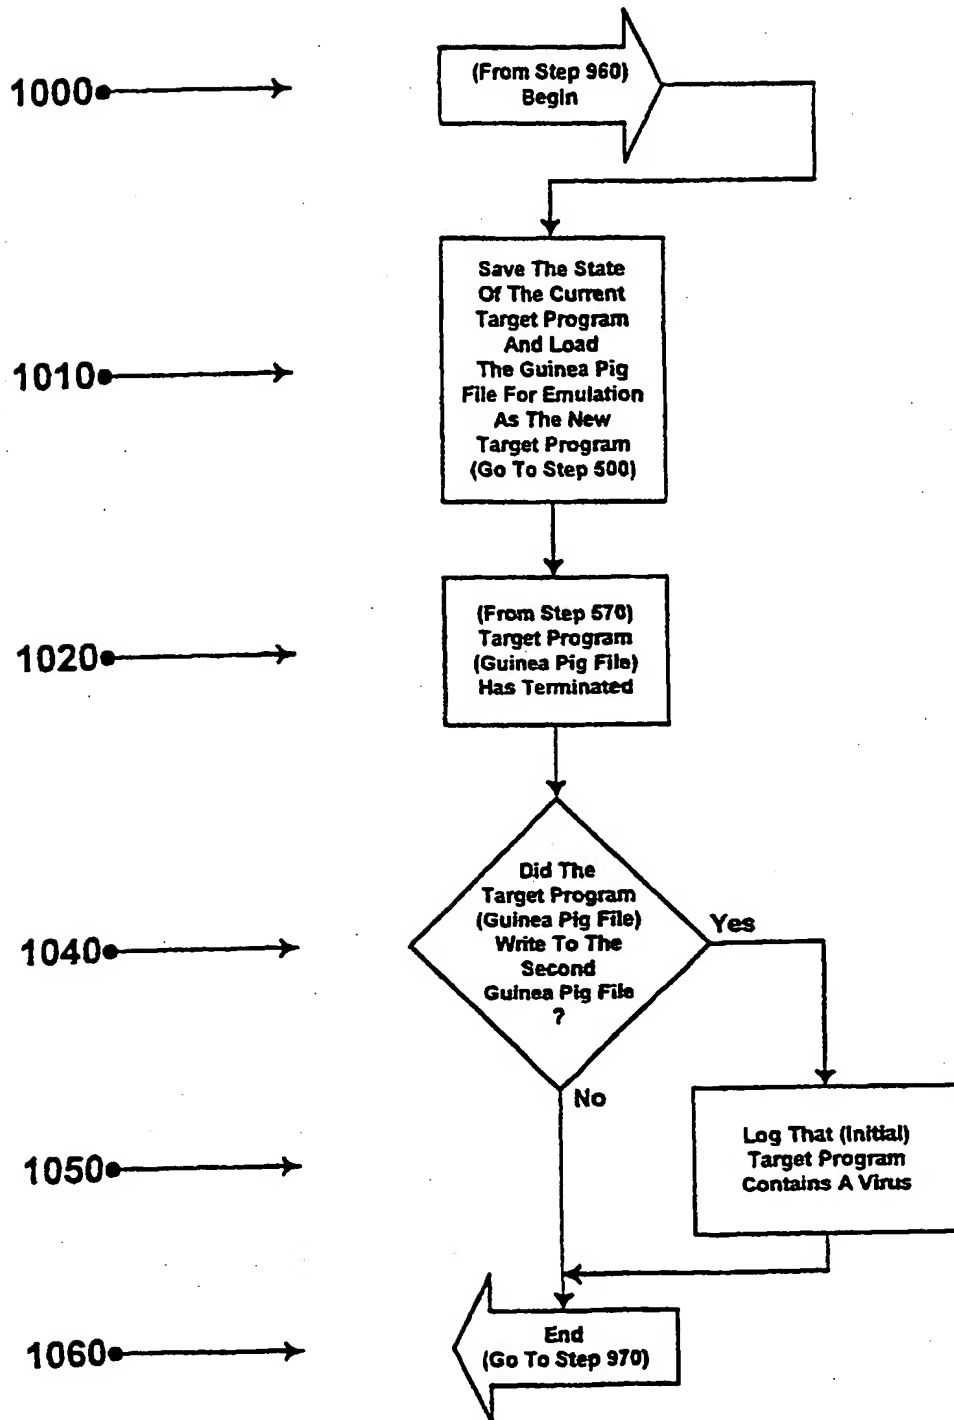 1000
(From Step 960)
Begin
1010
Save The State
Of The Current
Target Program
And Load
The Guinea Pig
File For Emulation
As The New
Target Program
(Go To Step 500)
1020
(From Step 570)
Target Program
(Guinea Pig File)
Has Terminated
1040
Did The
Target Program
(Guinea Pig File)
Write To The
Second
Guinea Pig File
?
Yes
No
1050
Log That (Initial)
Target Program
Contains A Virus
1060
End
(Go To Step 970)